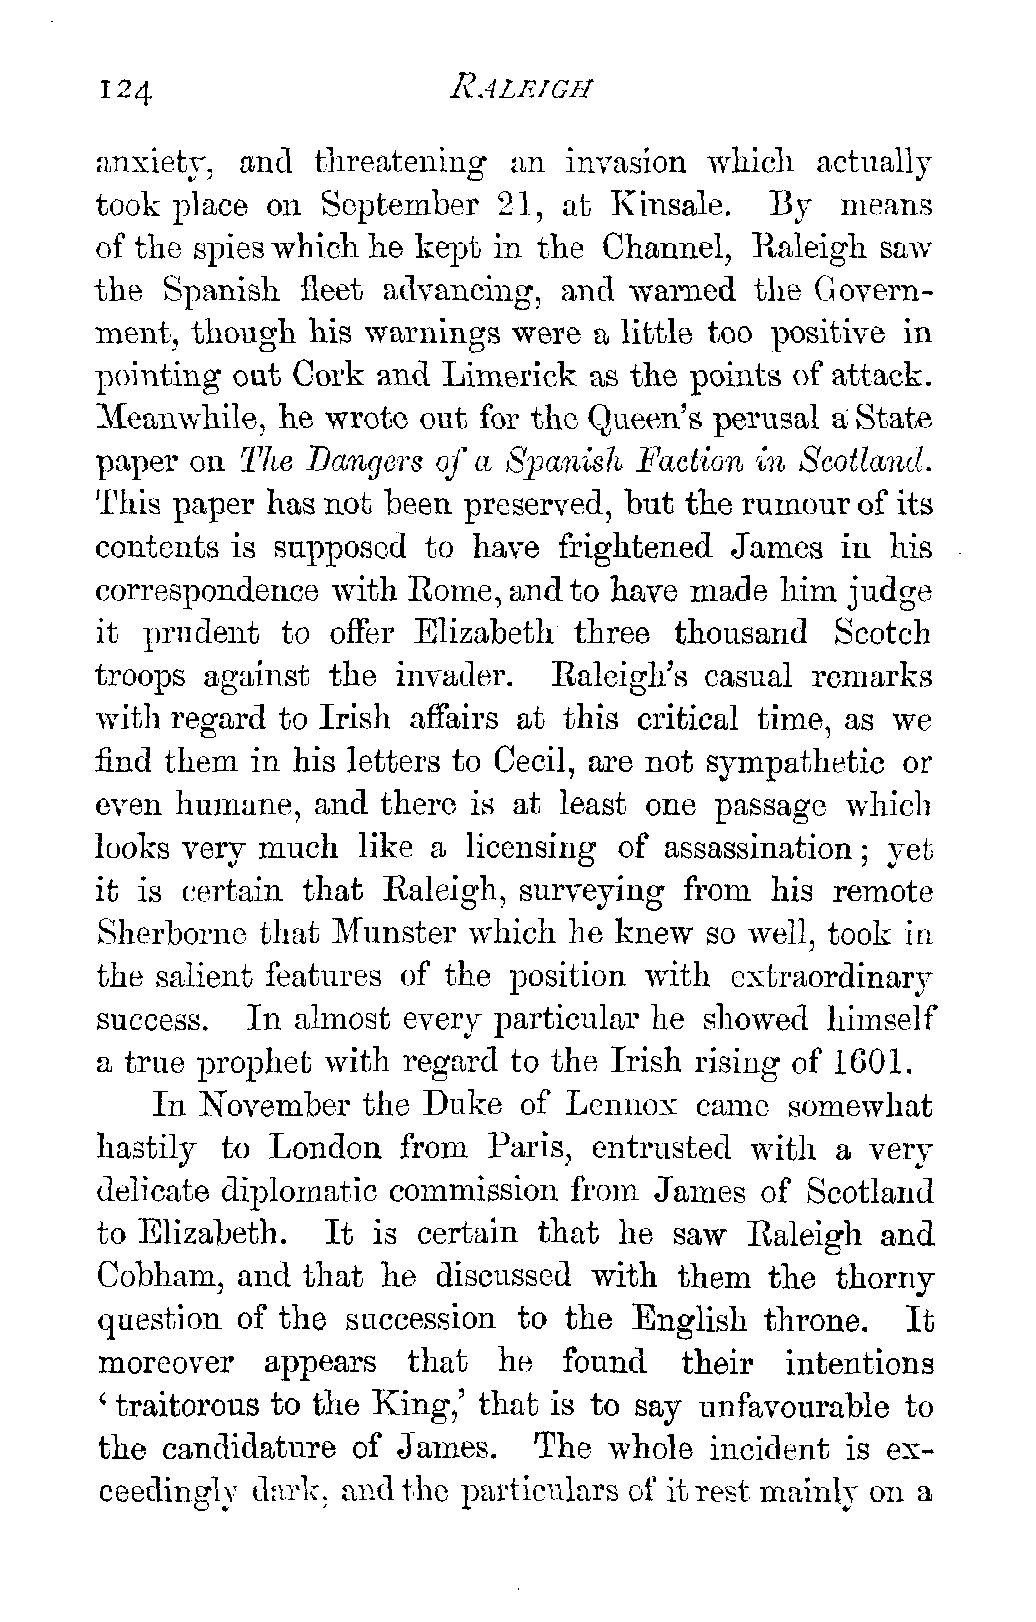 124 RALEIGH
anxiety, and threatening an invasion which actually
took place on September 21, at Kinsale. By means
of the spies which he kept in the Channel, Raleigh saw
the Spanish fleet advancing, and warned the Govern-
ment, though his warnings were a little too positive in
pointing out Cork and Limerick as the points of attack.
Meanwhile, he wrote out for the Queen's perusal a State
paper on The Dangers of a Spanish Faction in Scotland.
This paper has not been preserved, but the rumour of its
contents is supposed to have frightened James in his
correspondence with Rome, and to have made him judge
it prudent to offer Elizabeth three thousand Scotch
troops against the invader. Raleigh's casual remarks
with regard to Irish affairs at this critical time, as we
find them in his letters to Cecil, are not sympathetic or
even humane, and there is at least one passage which
looks very much like a licensing of assassination; yet
it is certain that Raleigh, surveying from his remote
Sherborne that Munster which he knew so well, took in
the salient features of the position with extraordinary
success. In almost every particular he showed himself
a true prophet with regard to the Irish rising of 1601.
In November the Duke of Lennox came somewhat
hastily to London from Paris, entrusted with a very
delicate diplomatic commission from James of Scotland
to Elizabeth. It is certain that he saw Raleigh and
Cobham, and that he discussed with them the thorny
question of the succession to the English throne. It
moreover appears that he found their intentions
‘traitorous to the King,’ that is to say unfavourable to
the candidature of James. The whole incident is ex-
ceedingly dark, and the particulars of it rest mainly on a